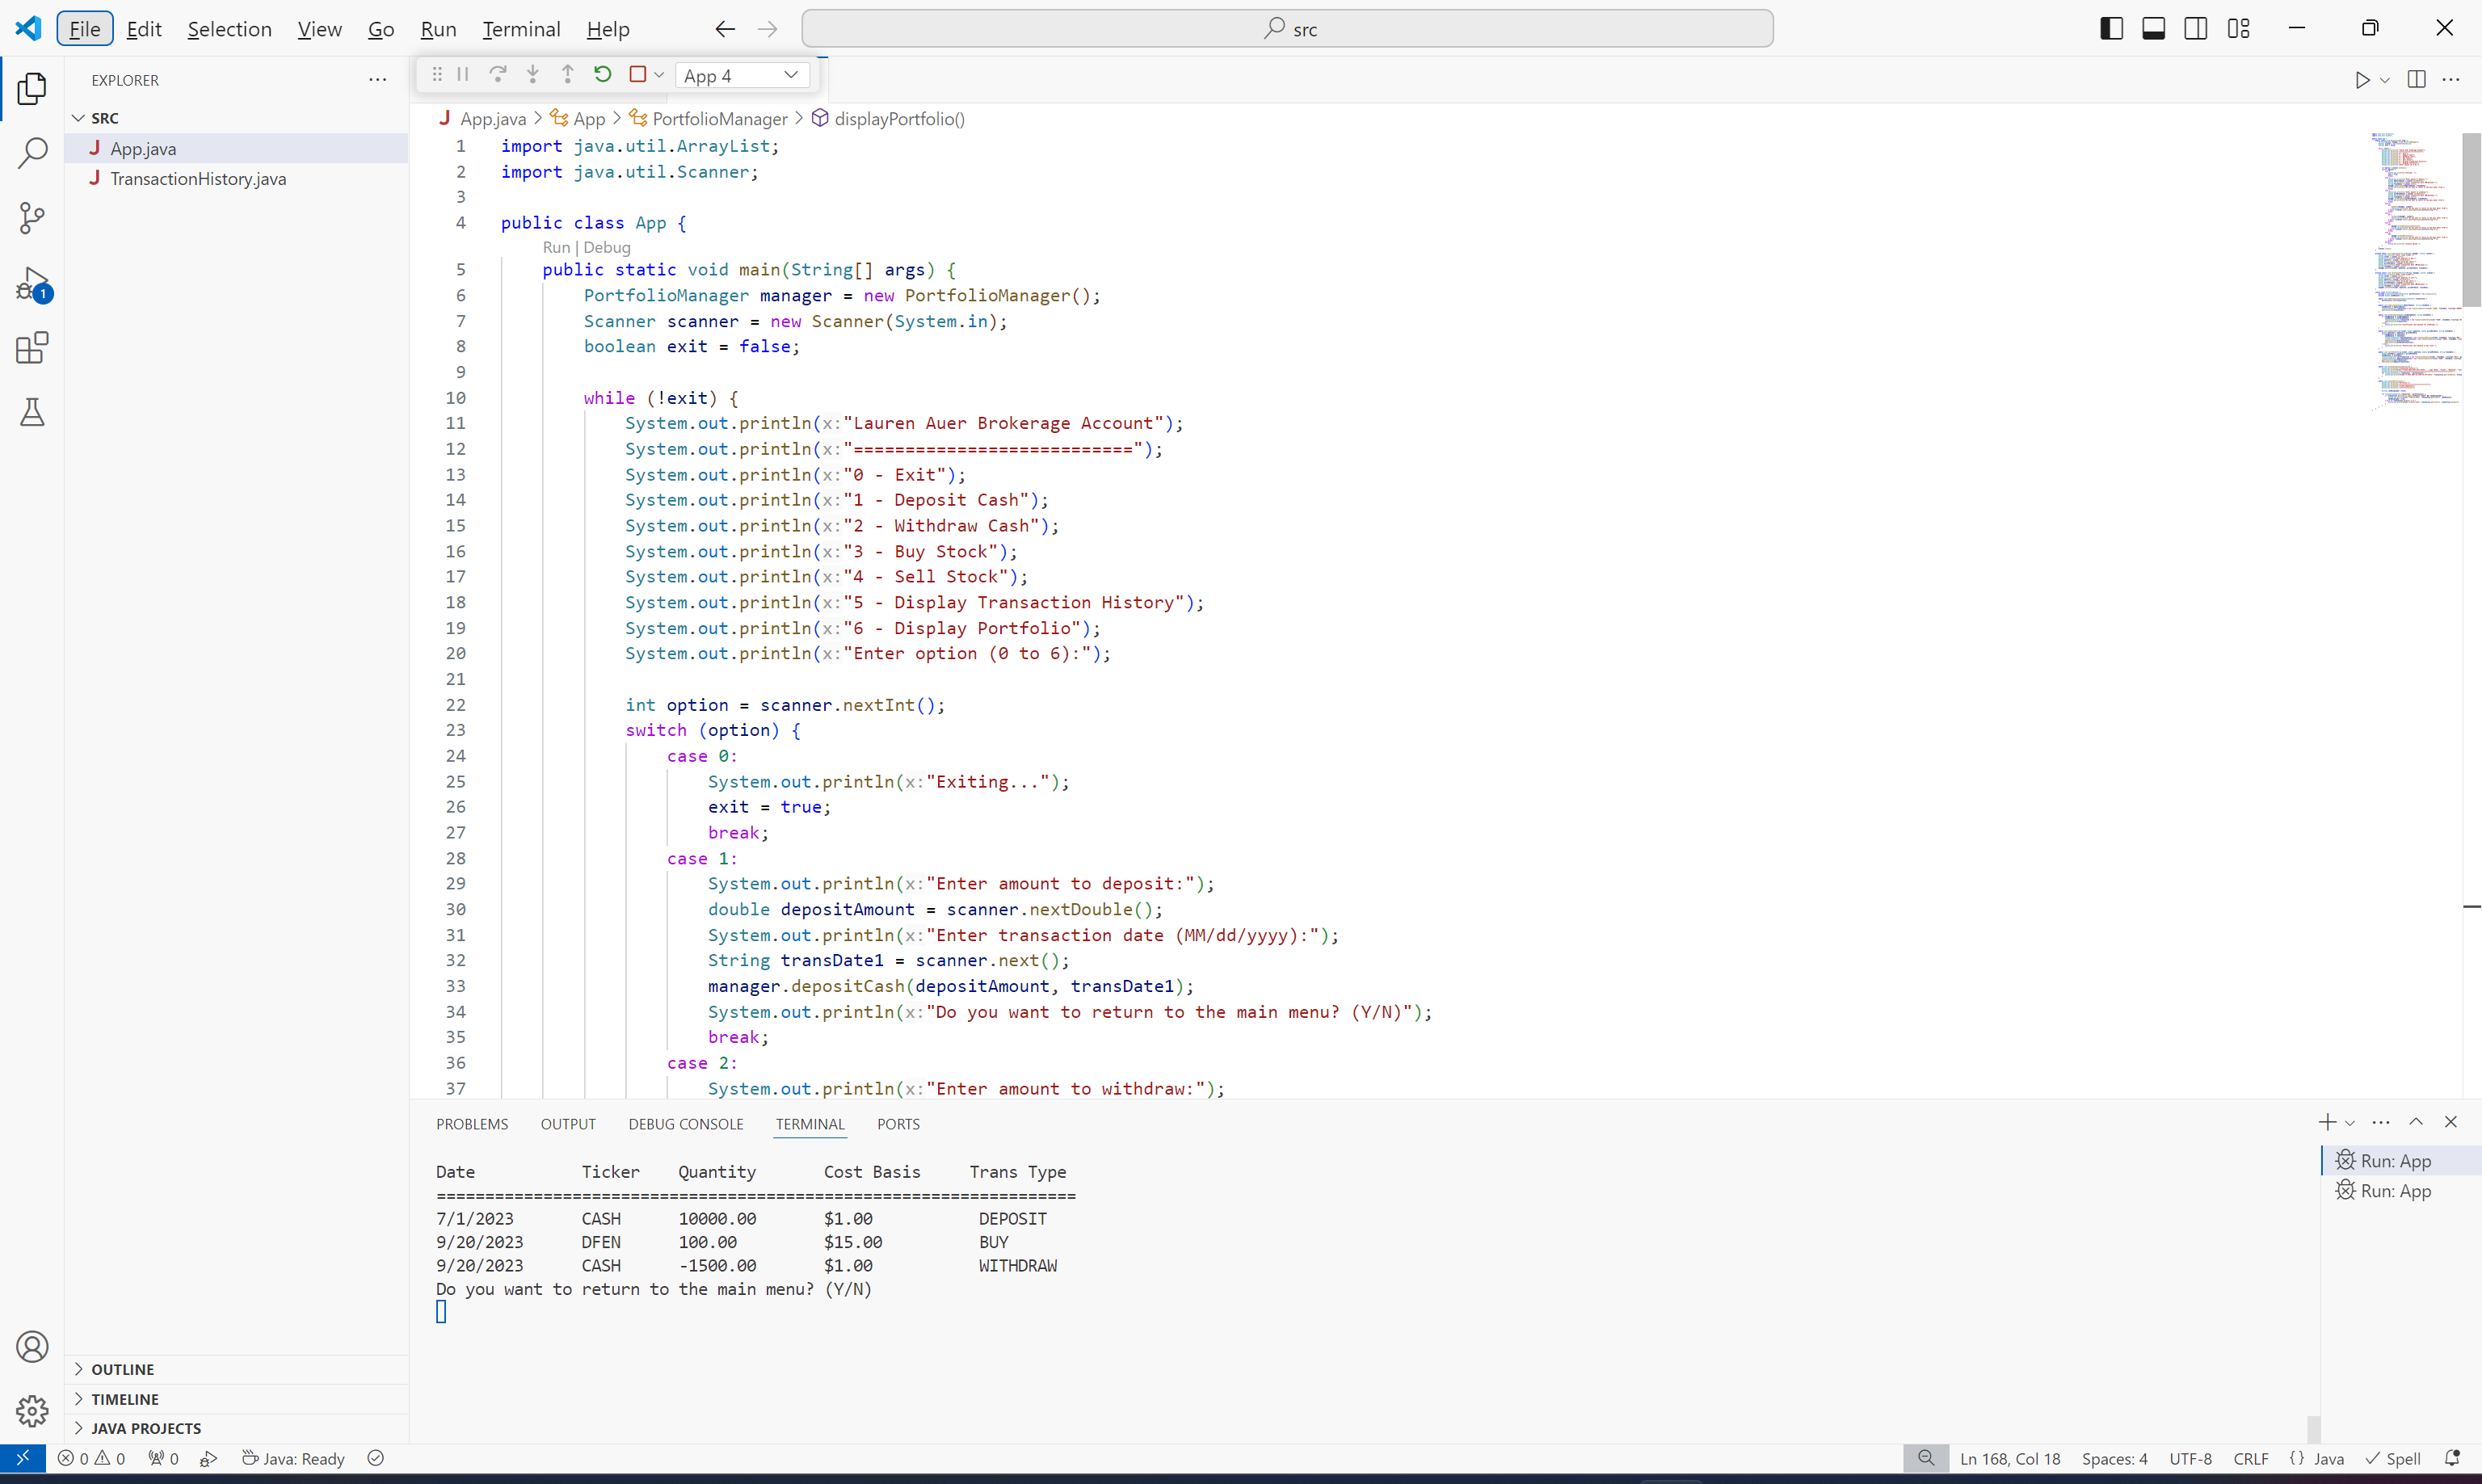 File Edit Selection View Go Run Terminal Help
src
EXPLORER
App 4
SRC
App.java
TransactionHistory.java
App.java > App > PortfolioManager > displayPortfolio()
1 import java.util.ArrayList;
2 import java.util.Scanner;
3
4 public class App {
Run | Debug
5 public static void main(String[] args) {
6 PortfolioManager manager = new PortfolioManager();
7 Scanner scanner = new Scanner(System.in);
8 boolean exit = false;
9
10 while (!exit) {
11 System.out.println(x:"Lauren Auer Brokerage Account");
12 System.out.println(x:"===========================");
13 System.out.println(x:"0 - Exit");
14 System.out.println(x:"1 - Deposit Cash");
15 System.out.println(x:"2 - Withdraw Cash");
16 System.out.println(x:"3 - Buy Stock");
17 System.out.println(x:"4 - Sell Stock");
18 System.out.println(x:"5 - Display Transaction History");
19 System.out.println(x:"6 - Display Portfolio");
20 System.out.println(x:"Enter option (0 to 6):");
21
22 int option = scanner.nextInt();
23 switch (option) {
24 case 0:
25 System.out.println(x:"Exiting...");
26 exit = true;
27 break;
28 case 1:
29 System.out.println(x:"Enter amount to deposit:");
30 double depositAmount = scanner.nextDouble();
31 System.out.println(x:"Enter transaction date (MM/dd/yyyy):");
32 String transDate1 = scanner.next();
33 manager.depositCash(depositAmount, transDate1);
34 System.out.println(x:"Do you want to return to the main menu? (Y/N)");
35 break;
36 case 2:
37 System.out.println(x:"Enter amount to withdraw:");
1
PROBLEMS OUTPUT DEBUG CONSOLE TERMINAL PORTS
Date Ticker Quantity Cost Basis Trans Type
==================================================================
7/1/2023 CASH 10000.00 $1.00 DEPOSIT
9/20/2023 DFEN 100.00 $15.00 BUY
9/20/2023 CASH -1500.00 $1.00 WITHDRAW
Do you want to return to the main menu? (Y/N)
Run: App
Run: App
OUTLINE
TIMELINE
JAVA PROJECTS
0 0 0 Java: Ready Ln 168, Col 18 Spaces: 4 UTF-8 CRLF {} Java Spell